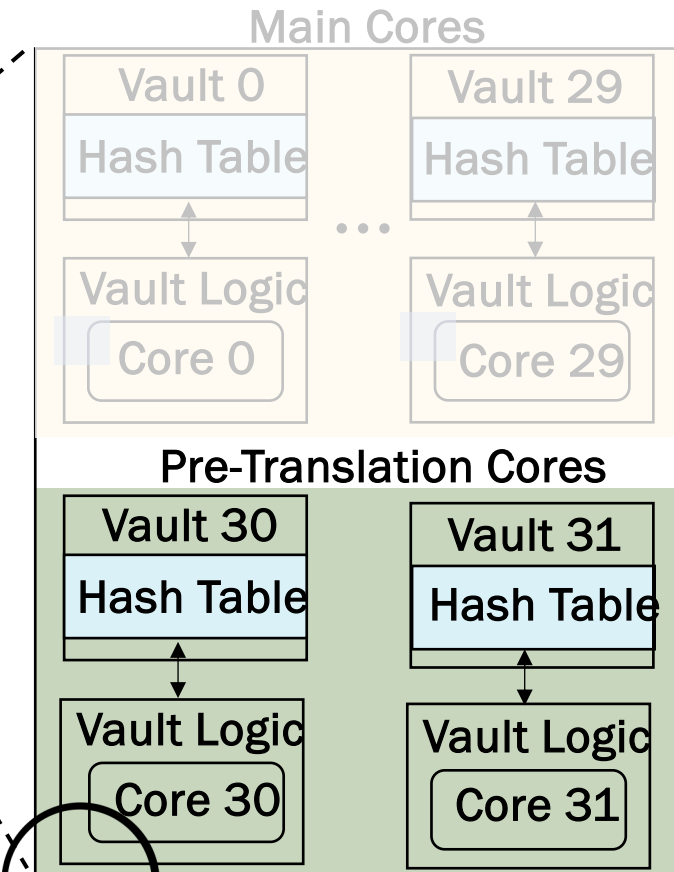 Main Cores
Vault 0
Hash Table
Vault Logic
Core 0
...
Vault 29
Hash Table
Vault Logic
Core 29
Pre-Translation Cores
Vault 30
Hash Table
Vault Logic
Core 30
Vault 31
Hash Table
Vault Logic
Core 31